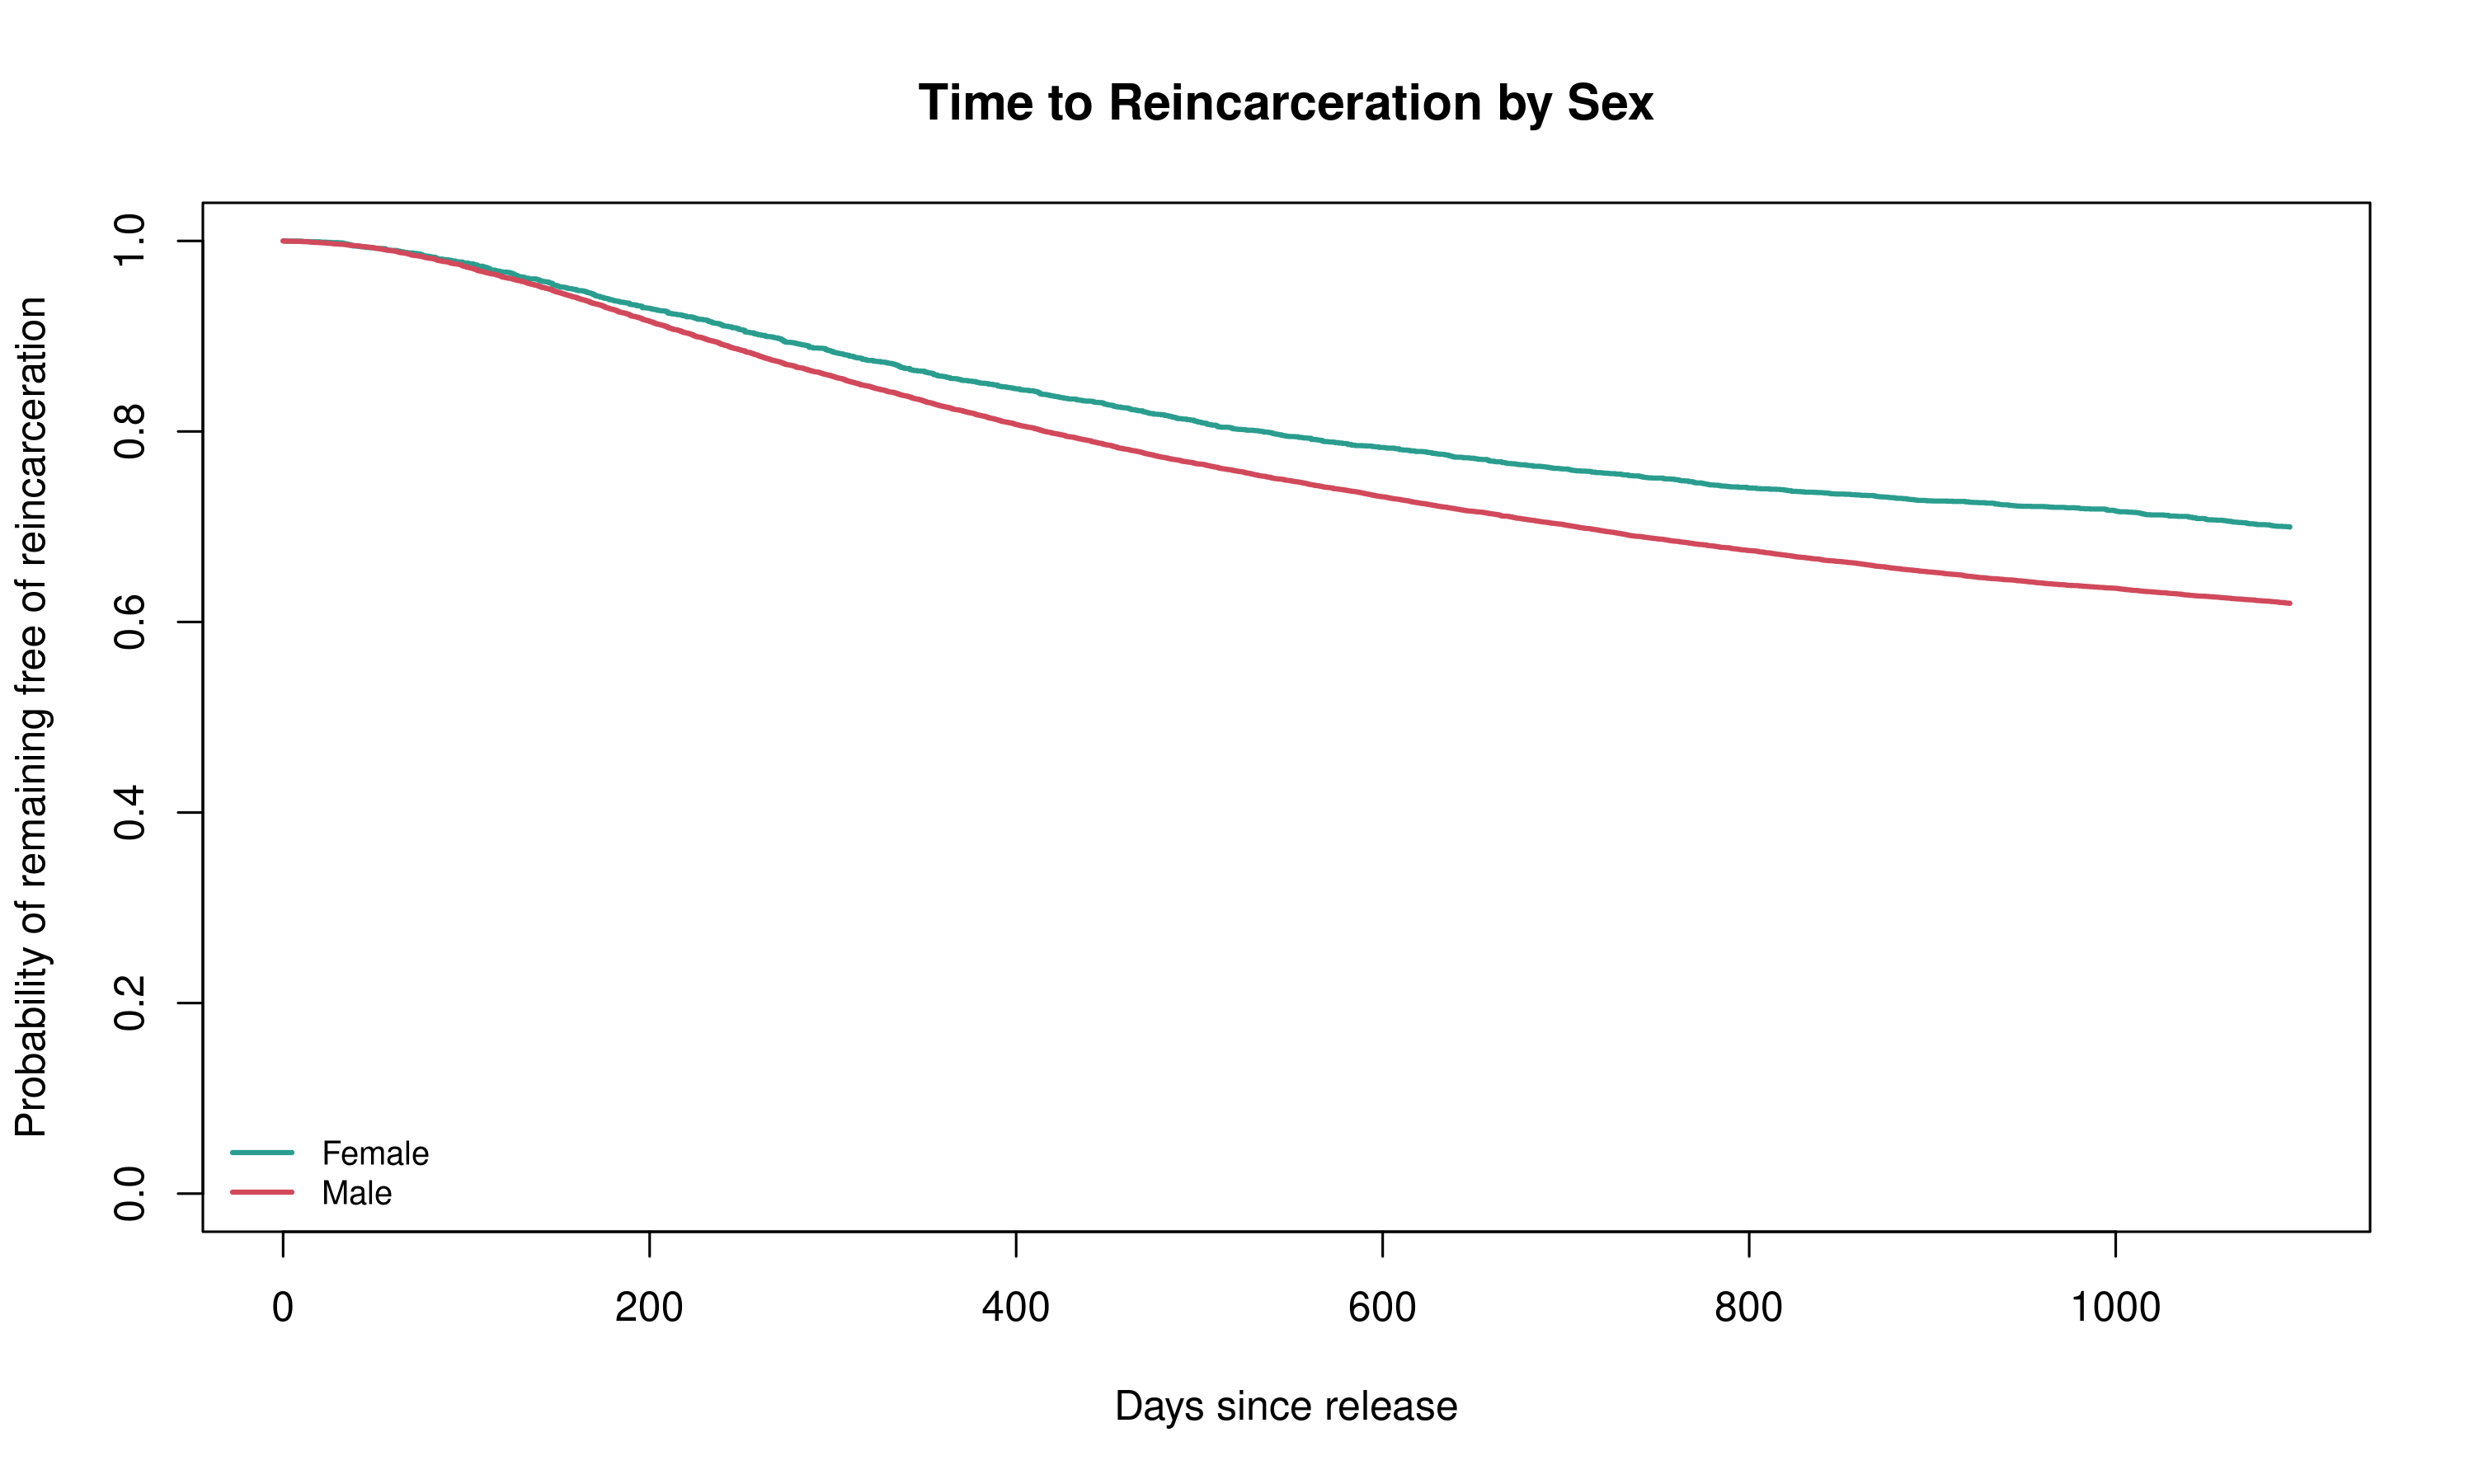 Time to Reincarceration by Sex
Probability of remaining free of reincarceration
1.0
0.8
0.6
0.4
0.2
0.0
Female
Male
0 200 400 600 800 1000
Days since release